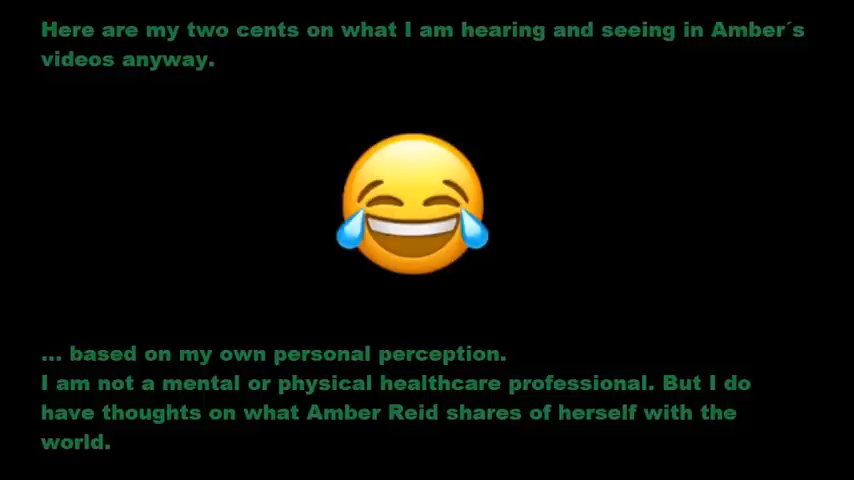 Here are my two cents on what I am hearing and seeing in Amber´s
videos anyway.
... based on my own personal perception.
I am not a mental or physical healthcare professional. But I do
have thoughts on what Amber Reid shares of herself with the
world.